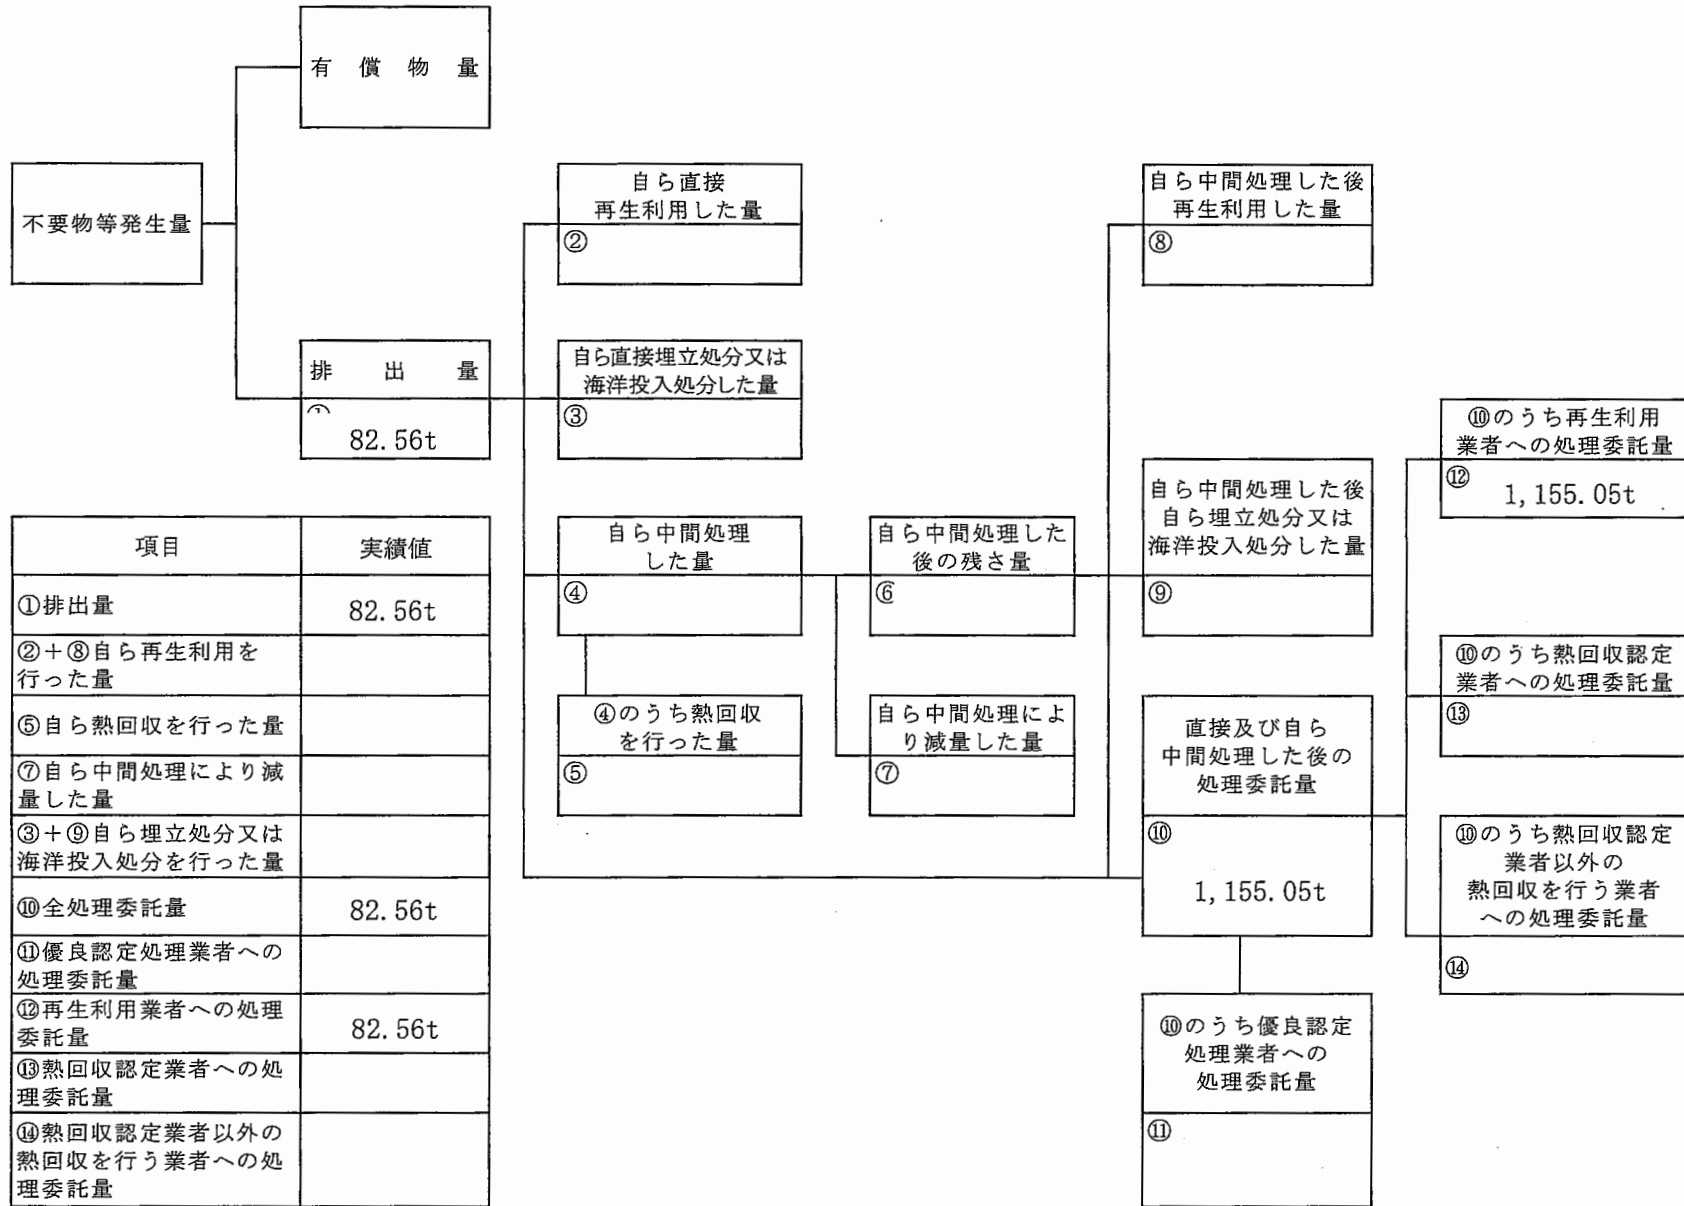 有償物量
不要物等発生量
排出量
82.56t
自ら直接
再生利用した量
②
自ら直接埋立処分又は
海洋投入処分した量
③
自ら中間処理
した量
④
④のうち熱回収
を行った量
⑤
自ら中間処理した
後の残さ量
⑥
自ら中間処理によ
り減量した量
⑦
自ら中間処理した後
再生利用した量
⑧
自ら中間処理した後
自ら埋立処分又は
海洋投入処分した量
⑨
直接及び自ら
中間処理した後の
処理委託量
⑩
1,155.05t
⑩のうち優良認定
処理業者への
処理委託量
⑪
⑩のうち再生利用
業者への処理委託量
⑫
1,155.05t
⑩のうち熱回収認定
業者への処理委託量
⑬
⑩のうち熱回収認定
業者以外の
熱回収を行う業者
への処理委託量
⑭
項目 実績値
①排出量 82.56t
②+⑧自ら再生利用を
行った量
⑤自ら熱回収を行った量
⑦自ら中間処理により減
量した量
③+⑨自ら埋立処分又は
海洋投入処分を行った量
⑩全処理委託量 82.56t
⑪優良認定処理業者への
処理委託量
⑫再生利用業者への処理
委託量 82.56t
⑬熱回収認定業者への処
理委託量
⑭熱回収認定業者以外の
熱回収を行う業者への処
理委託量